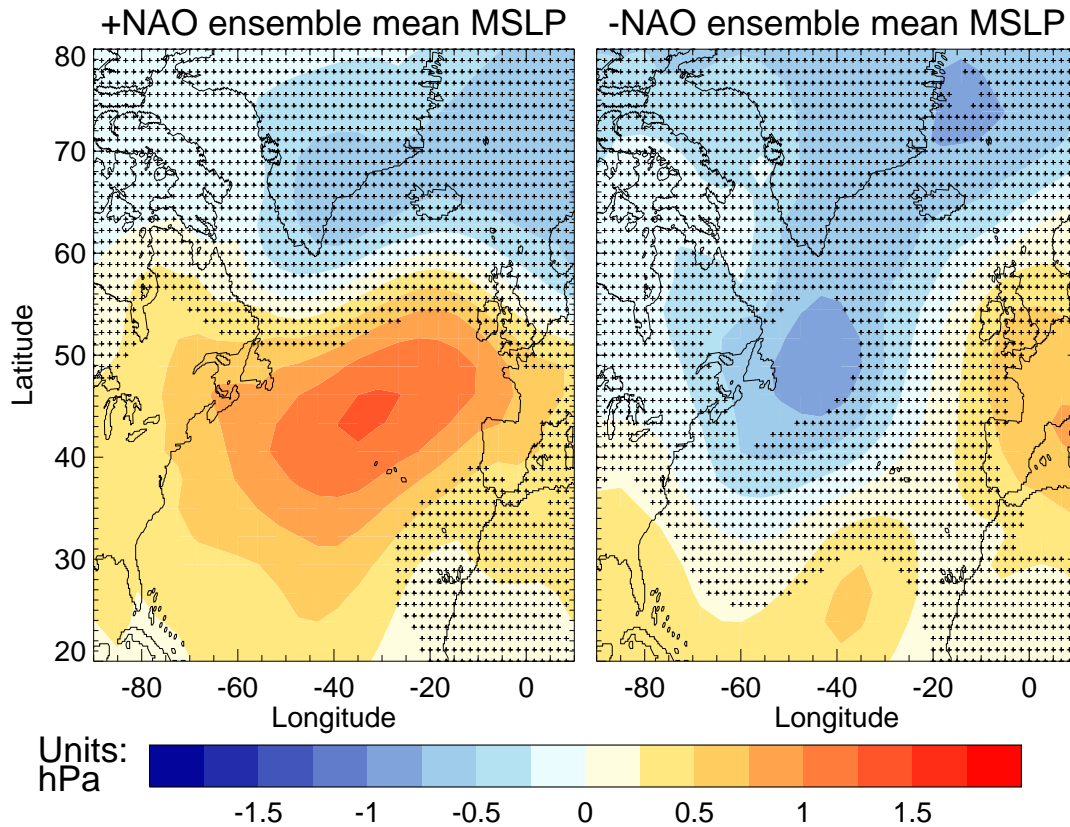 +NAO ensemble mean MSLP
-NAO ensemble mean MSLP
80
70
60
50
40
30
20
Latitude
-80 -60 -40 -20 0
-80 -60 -40 -20 0
Longitude
Longitude
Units:
hPa
-1.5 -1 -0.5 0 0.5 1 1.5